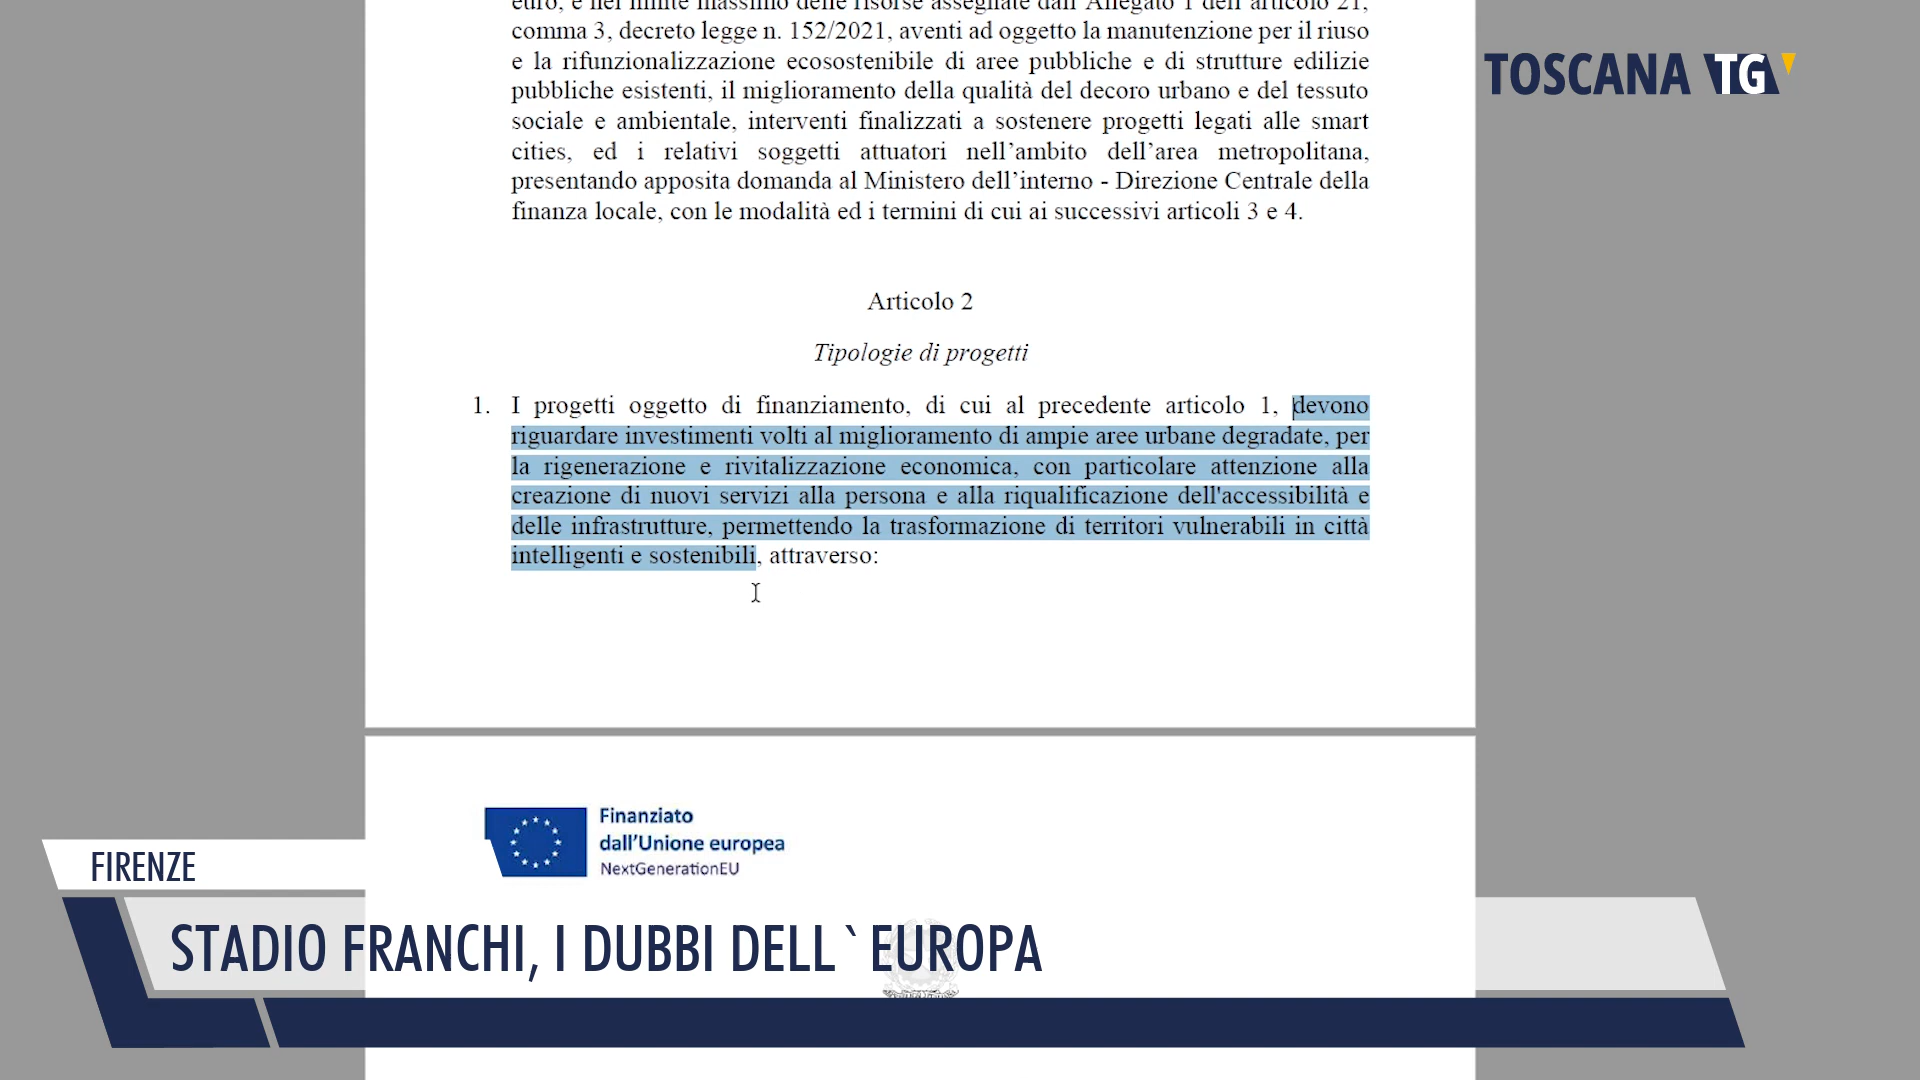 euro, e nel limite massimo delle risorse assegnate dall'Allegato 1 dell'articolo 21,
comma 3, decreto legge n. 152/2021, aventi ad oggetto la manutenzione per il riuso
e la rifunzionalizzazione ecosostenibile di aree pubbliche e di strutture edilizie
pubbliche esistenti, il miglioramento della qualità del decoro urbano e del tessuto
sociale e ambientale, interventi finalizzati a sostenere progetti legati alle smart
cities, ed i relativi soggetti attuatori nell’ambito dell’area metropolitana,
presentando apposita domanda al Ministero dell’interno - Direzione Centrale della
finanza locale, con le modalità ed i termini di cui ai successivi articoli 3 e 4.
TOSCANA TG
Articolo 2
Tipologie di progetti
1. I progetti oggetto di finanziamento, di cui al precedente articolo 1, devono
riguardare investimenti volti al miglioramento di ampie aree urbane degradate, per
la rigenerazione e rivitalizzazione economica, con particolare attenzione alla
creazione di nuovi servizi alla persona e alla riqualificazione dell'accessibilità e
delle infrastrutture, permettendo la trasformazione di territori vulnerabili in città
intelligenti e sostenibili, attraverso:
Finanziato
dall’Unione europea
NextGenerationEU
FIRENZE
STADIO FRANCHI, I DUBBI DELL`EUROPA